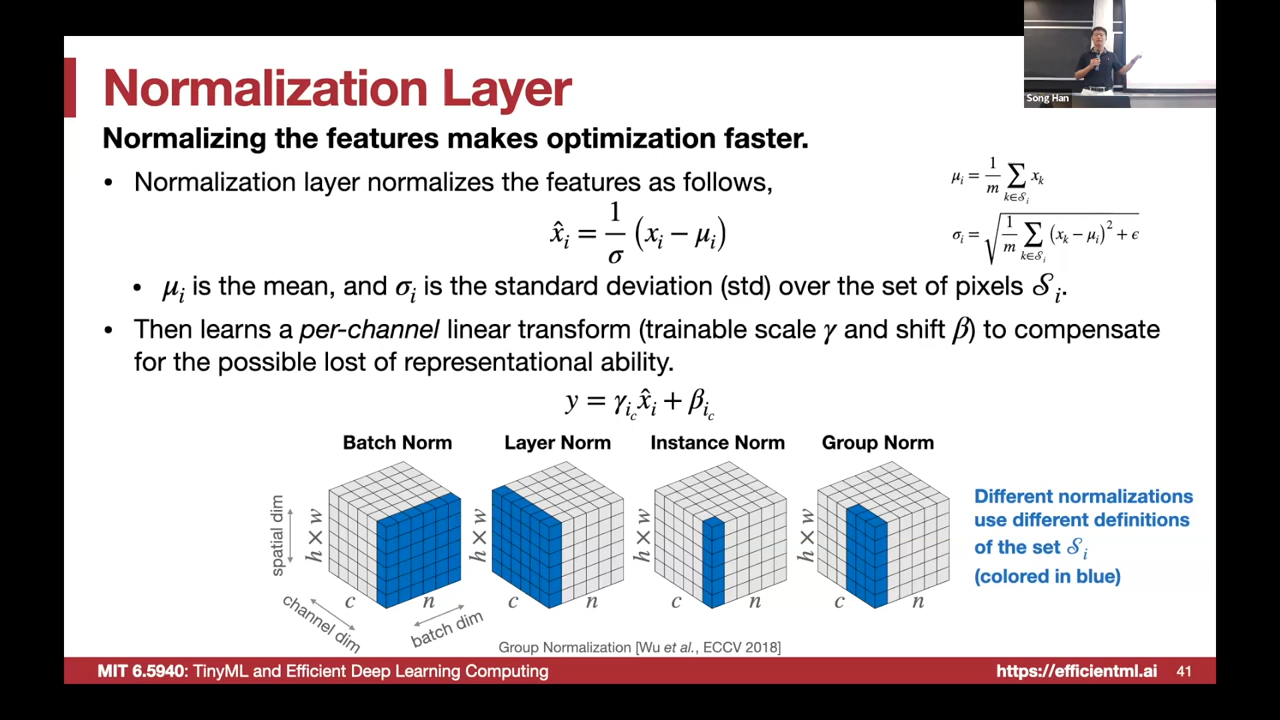 Song Han
Normalization Layer
Normalizing the features makes optimization faster.
• Normalization layer normalizes the features as follows,
x̂ᵢ = 1/σ (xᵢ − μᵢ)
μᵢ = 1/m ∑ₖ∈𝒮ᵢ xₖ
σᵢ = √(1/m ∑ₖ∈𝒮ᵢ (xₖ − μᵢ)² + ϵ)
• μᵢ is the mean, and σᵢ is the standard deviation (std) over the set of pixels 𝒮ᵢ.
• Then learns a per-channel linear transform (trainable scale γ and shift β) to compensate
for the possible lost of representational ability.
y = γ_{i_c} x̂ᵢ + β_{i_c}
Batch Norm Layer Norm Instance Norm Group Norm
spatial dim
h × w h × w h × w h × w
c n c n c n c n
channel dim
batch dim
Different normalizations
use different definitions
of the set 𝒮ᵢ
(colored in blue)
Group Normalization [Wu et al., ECCV 2018]
MIT 6.5940: TinyML and Efficient Deep Learning Computing
https://efficientml.ai 41